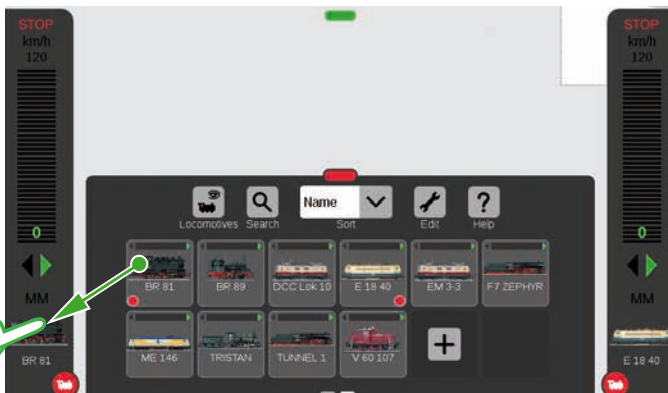 STOP
km/h
120
0
MM
BR 81
Name
Locomotives Search Sort Edit Help
BR 81 BR 89 DCC Lok 10 E 18 40 EM 3-3 F7 ZEPHYR
ME 146 TRISTAN TUNNEL 1 V 60 107
STOP
km/h
120
0
MM
E 18 40